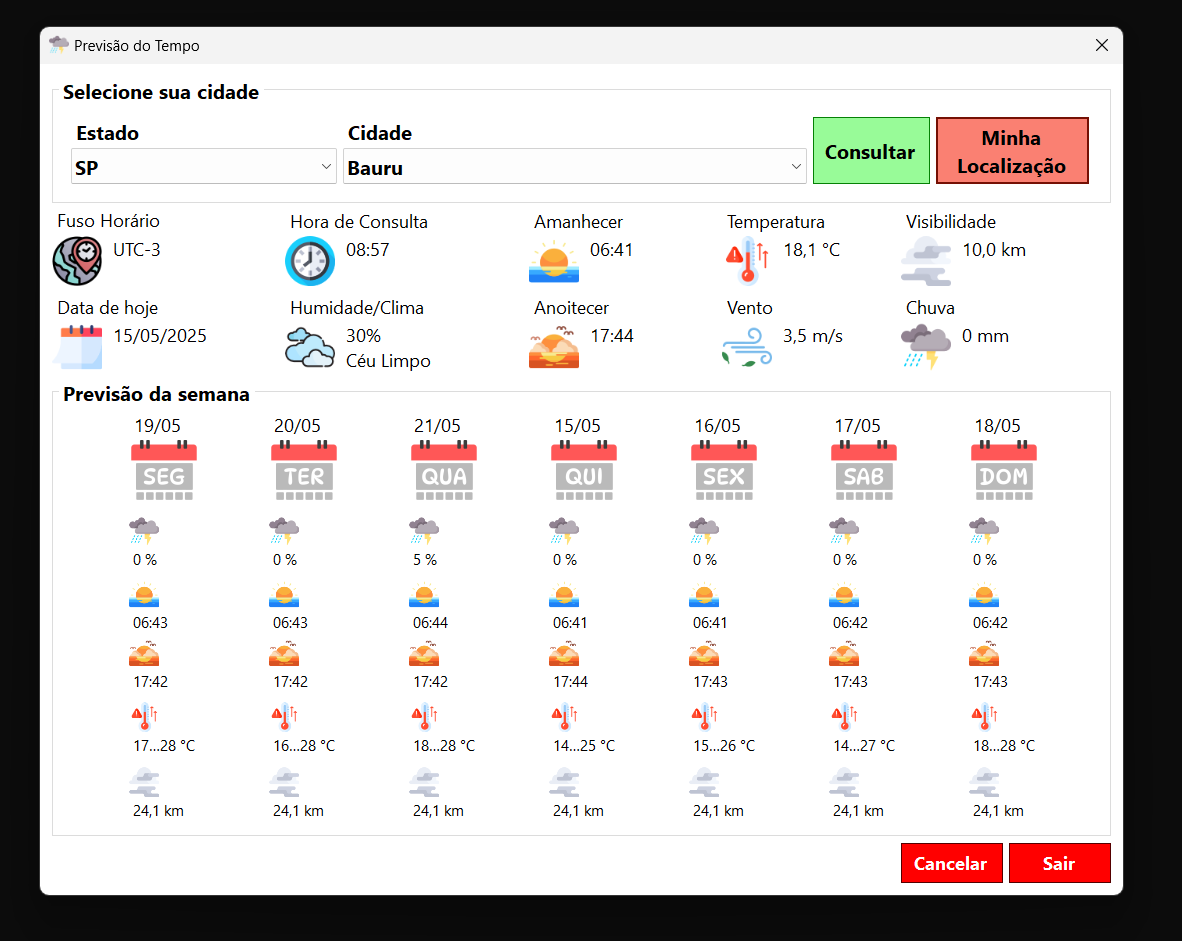 Previsão do Tempo
Selecione sua cidade
Estado Cidade
SP Bauru
Consultar
Minha
Localização
Fuso Horário Hora de Consulta Amanhecer Temperatura Visibilidade
UTC-3 08:57 06:41 18,1 °C 10,0 km
Data de hoje Humidade/Clima Anoitecer Vento Chuva
15/05/2025 30% 17:44 3,5 m/s 0 mm
Céu Limpo
Previsão da semana
19/05 20/05 21/05 15/05 16/05 17/05 18/05
SEG TER QUA QUI SEX SAB DOM
0 % 0 % 5 % 0 % 0 % 0 % 0 %
06:43 06:43 06:44 06:41 06:41 06:42 06:42
17:42 17:42 17:42 17:44 17:43 17:43 17:43
17...28 °C 16...28 °C 18...28 °C 14...25 °C 15...26 °C 14...27 °C 18...28 °C
24,1 km 24,1 km 24,1 km 24,1 km 24,1 km 24,1 km 24,1 km
Cancelar Sair